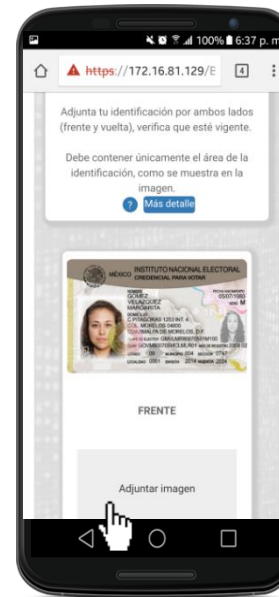 100% 6:37 p. m
https://172.16.81.129/E
4
Adjunta tu identificación por ambos lados
(frente y vuelta), verifica que esté vigente.
Debe contener únicamente el área de la
identificación, como se muestra en la
imagen.
? Más detalle
MÉXICO INSTITUTO NACIONAL ELECTORAL
CREDENCIAL PARA VOTAR
NOMBRE
GOMEZ
VELAZQUEZ
MARGARITA
DOMICILIO
C PITAGORAS 1253 INT. 4
COL. MORELOS 04800
CUAJIMALPA DE MORELOS, D.F.
FRENTE
Adjuntar imagen